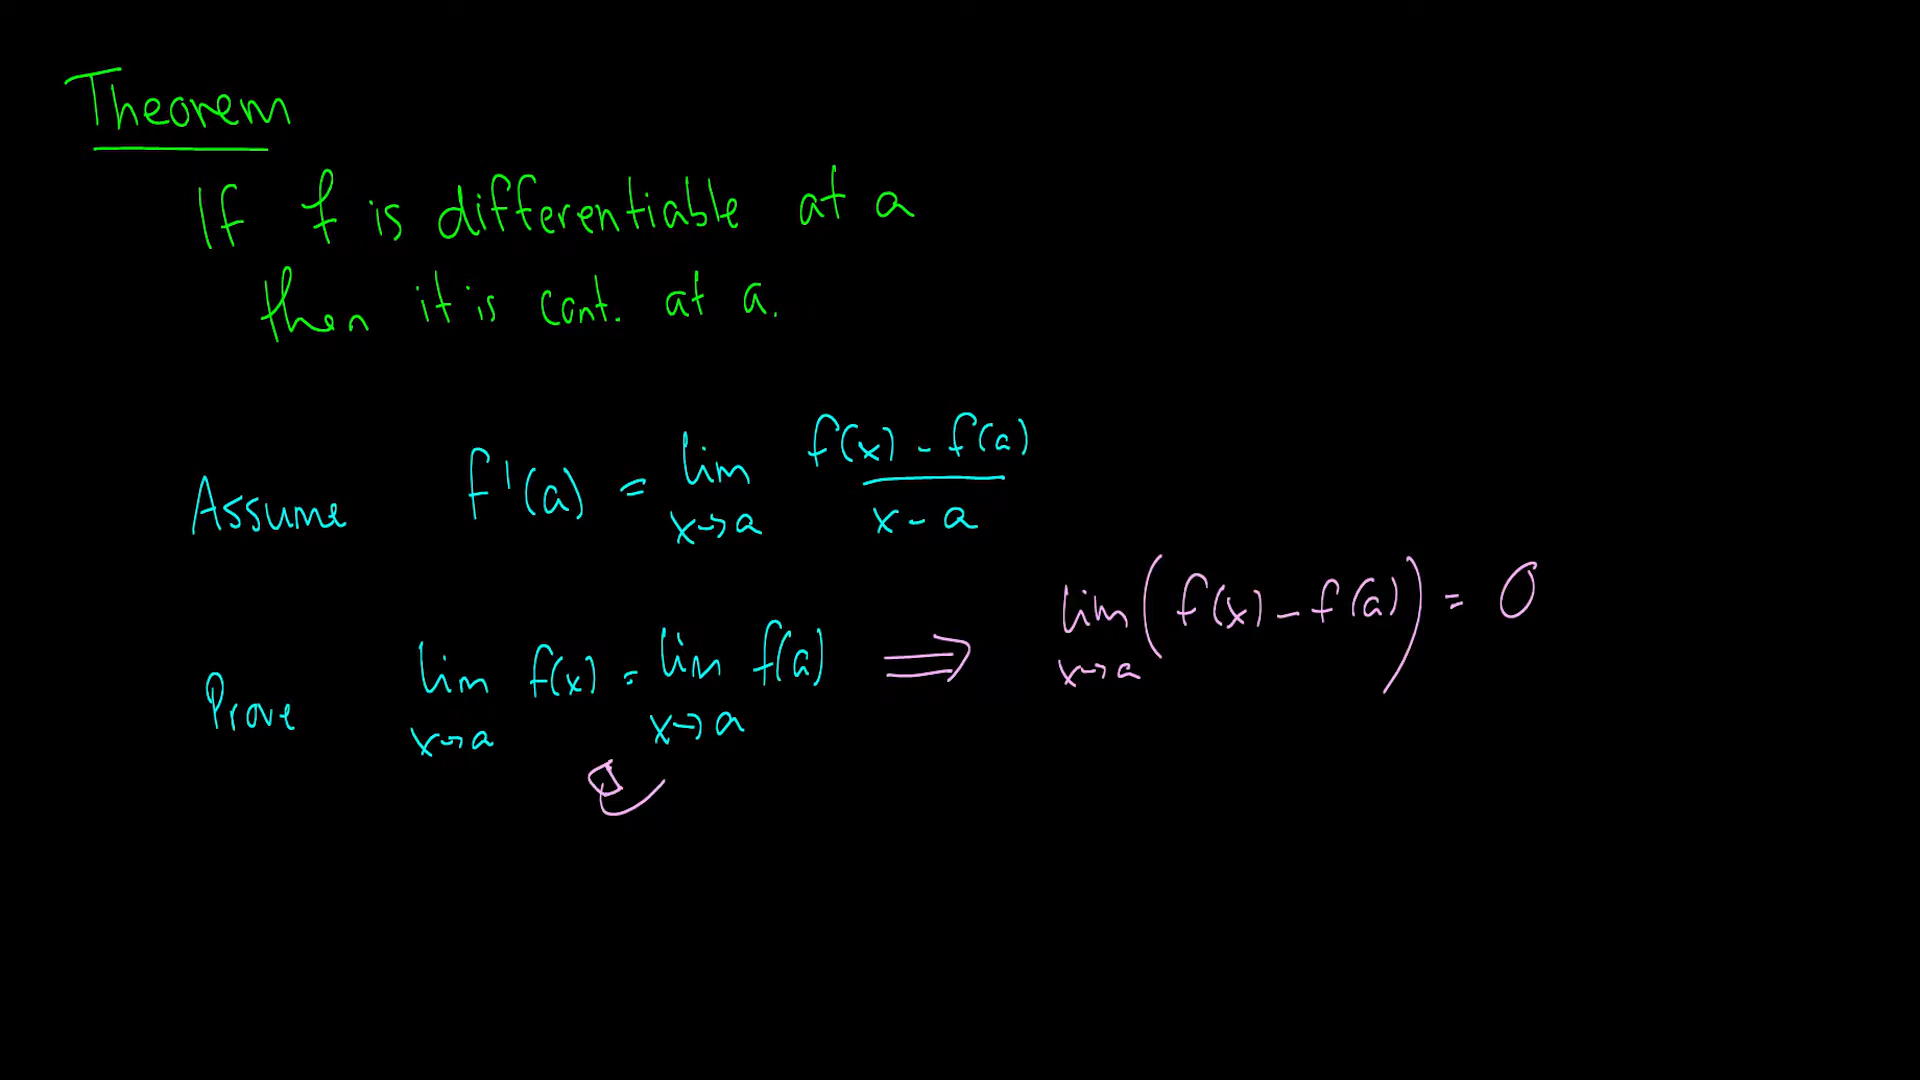 Theorem
If f is differentiable at a
then it is cont. at a.
Assume f'(a) = lim x→a f(x) - f(a) / x - a
Prove lim x→a f(x) = lim x→a f(a) ⟹ lim x→a (f(x) - f(a)) = 0